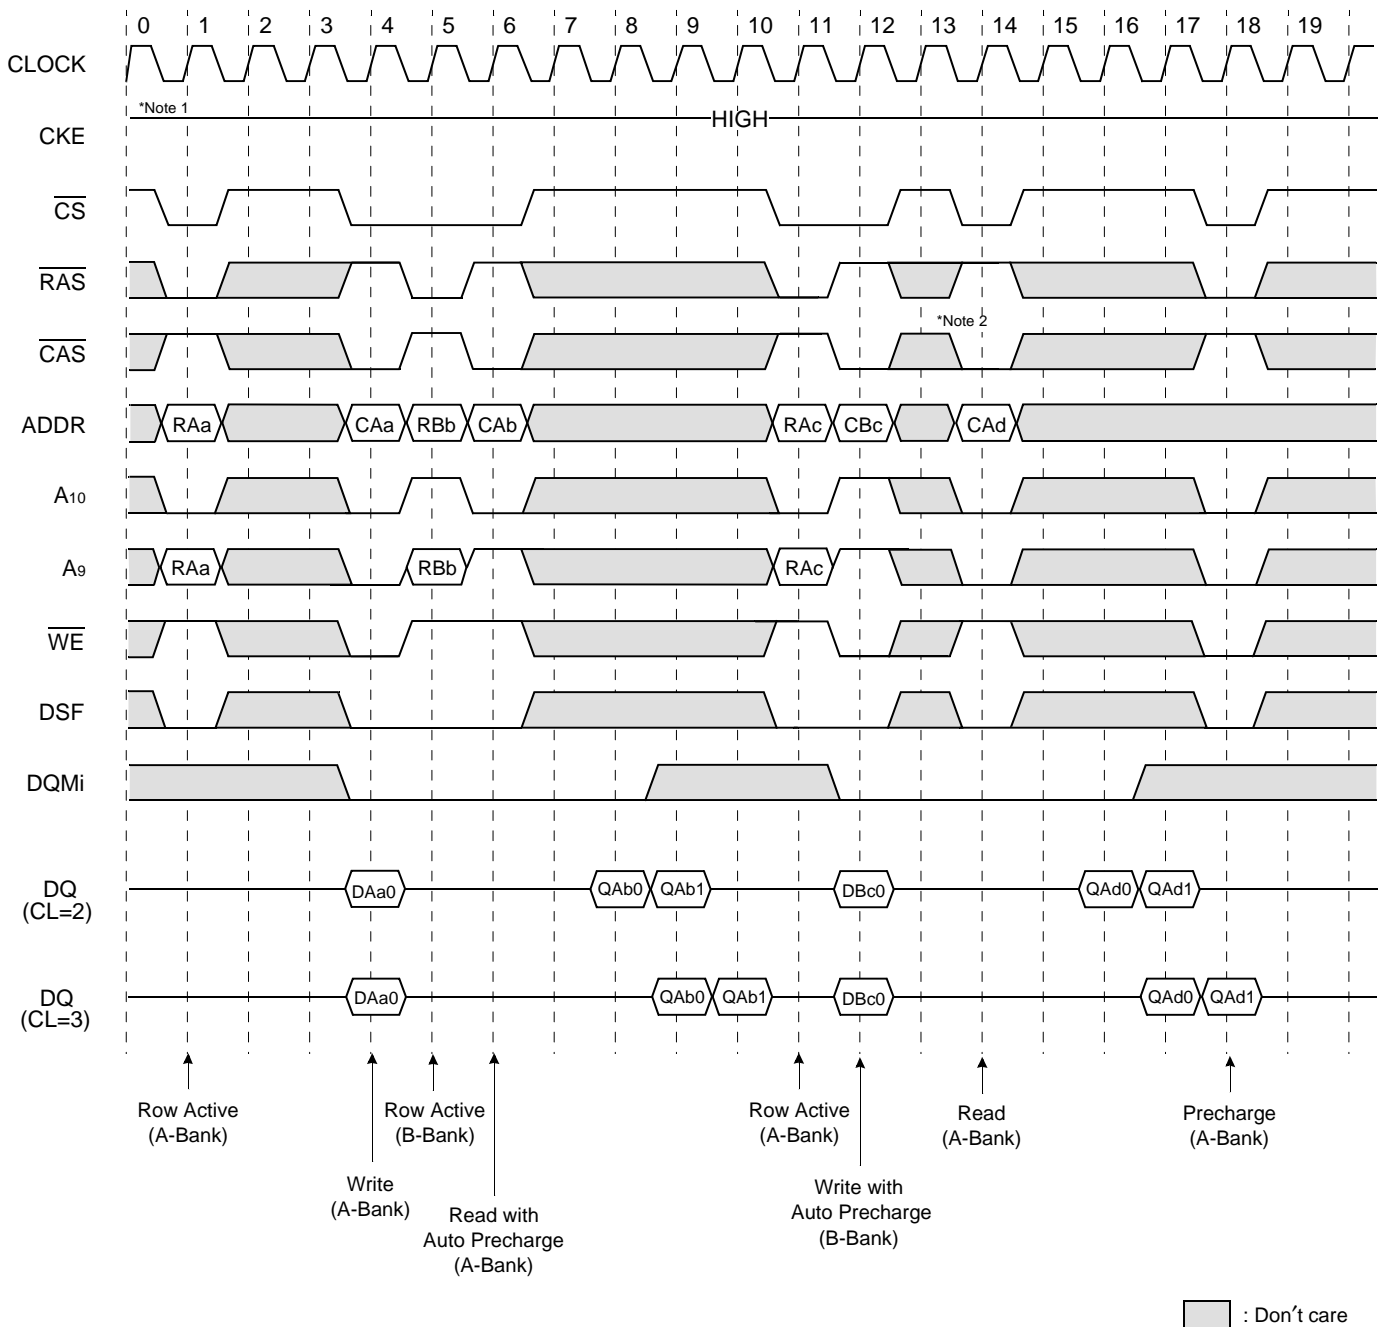 0 1 2 3 4 5 6 7 8 9 10 11 12 13 14 15 16 17 18 19
CLOCK
*Note 1
CKE
HIGH
CS
RAS
*Note 2
CAS
ADDR RAa CAa RBb CAb RAc CBc CAd
A10
A9 RAa RBb RAc
WE
DSF
DQMi
DQ
(CL=2)
DAa0 QAb0 QAb1 DBc0 QAd0 QAd1
DQ
(CL=3)
DAa0 QAb0 QAb1 DBc0 QAd0 QAd1
Row Active
(A-Bank)
Write
(A-Bank)
Row Active
(B-Bank)
Read with
Auto Precharge
(A-Bank)
Row Active
(A-Bank)
Write with
Auto Precharge
(B-Bank)
Read
(A-Bank)
Precharge
(A-Bank)
: Don′t care